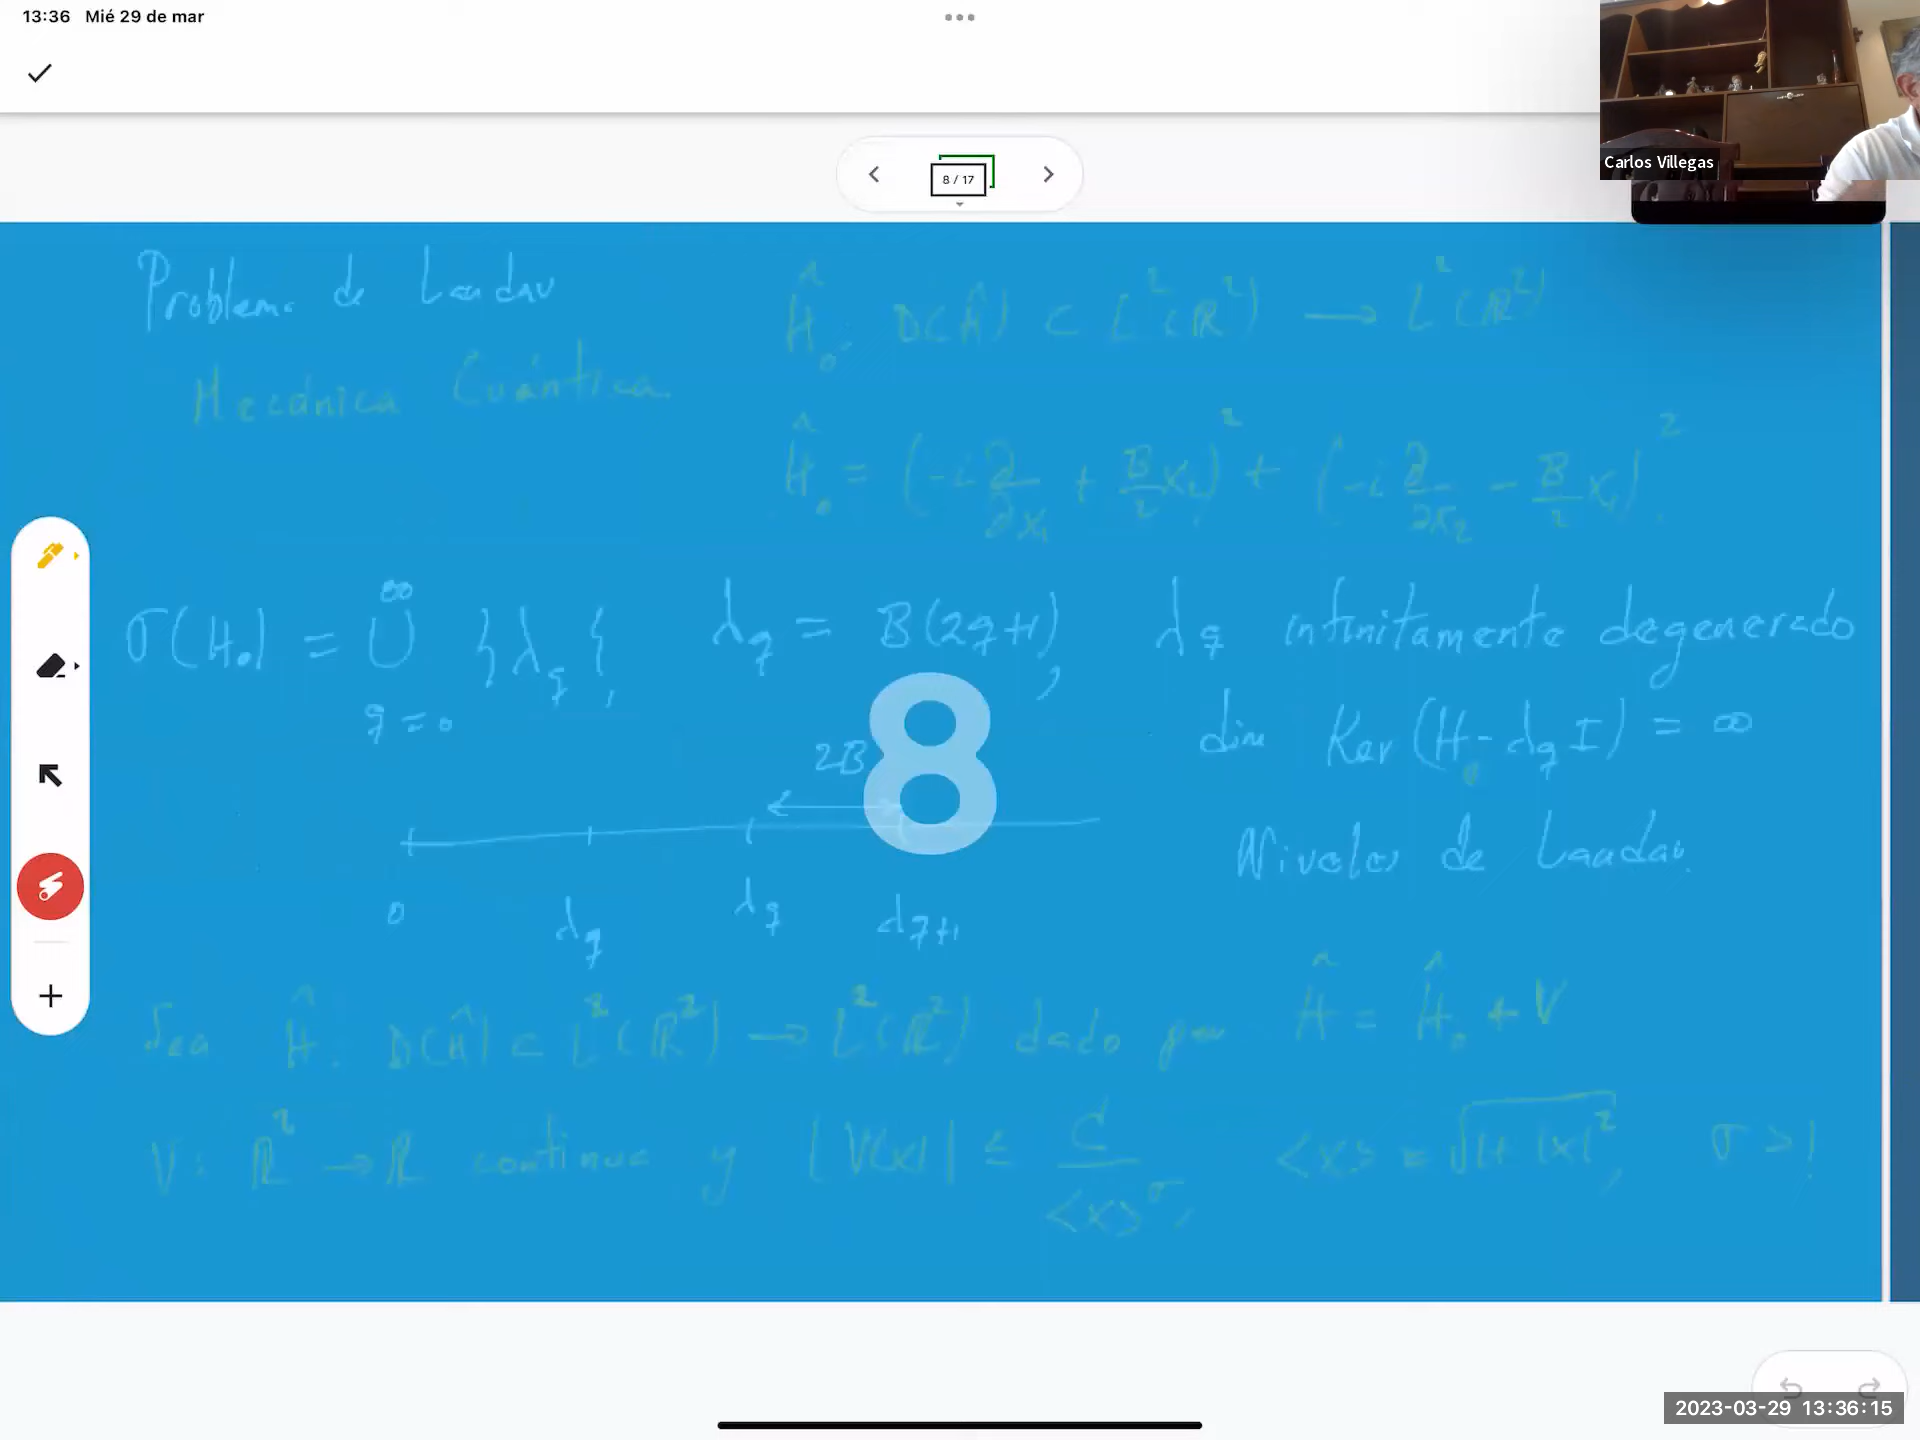 13:36 Mié 29 de mar
Carlos Villegas
8 / 17
Problema de Landau
Ĥ₀: D(Ĥ) ⊂ L²(ℝ²) → L²(ℝ²)
Mecánica Cuántica
Ĥ₀ = (-i ∂/∂x₁ + B/2 x₂)² + (-i ∂/∂x₂ - B/2 x₁)²
σ(H₀) = ∪_{q=0}^{∞} {λ_q}, λ_q = B(2q+1), λ_q infinitamente degenerado
dim Ker(H₀ - λ_q I) = ∞
8
2B
Niveles de Landau.
0 λ_q λ_q λ_{q+1}
Sea Ĥ: D(Ĥ) ⊂ L²(ℝ²) → L²(ℝ²) dado por Ĥ = Ĥ₀ + V
V: ℝ² → ℝ continua y |V(x)| ≤ C/<x>^σ, <x> = √(1+|x|²), σ > 1
2023-03-29 13:36:15